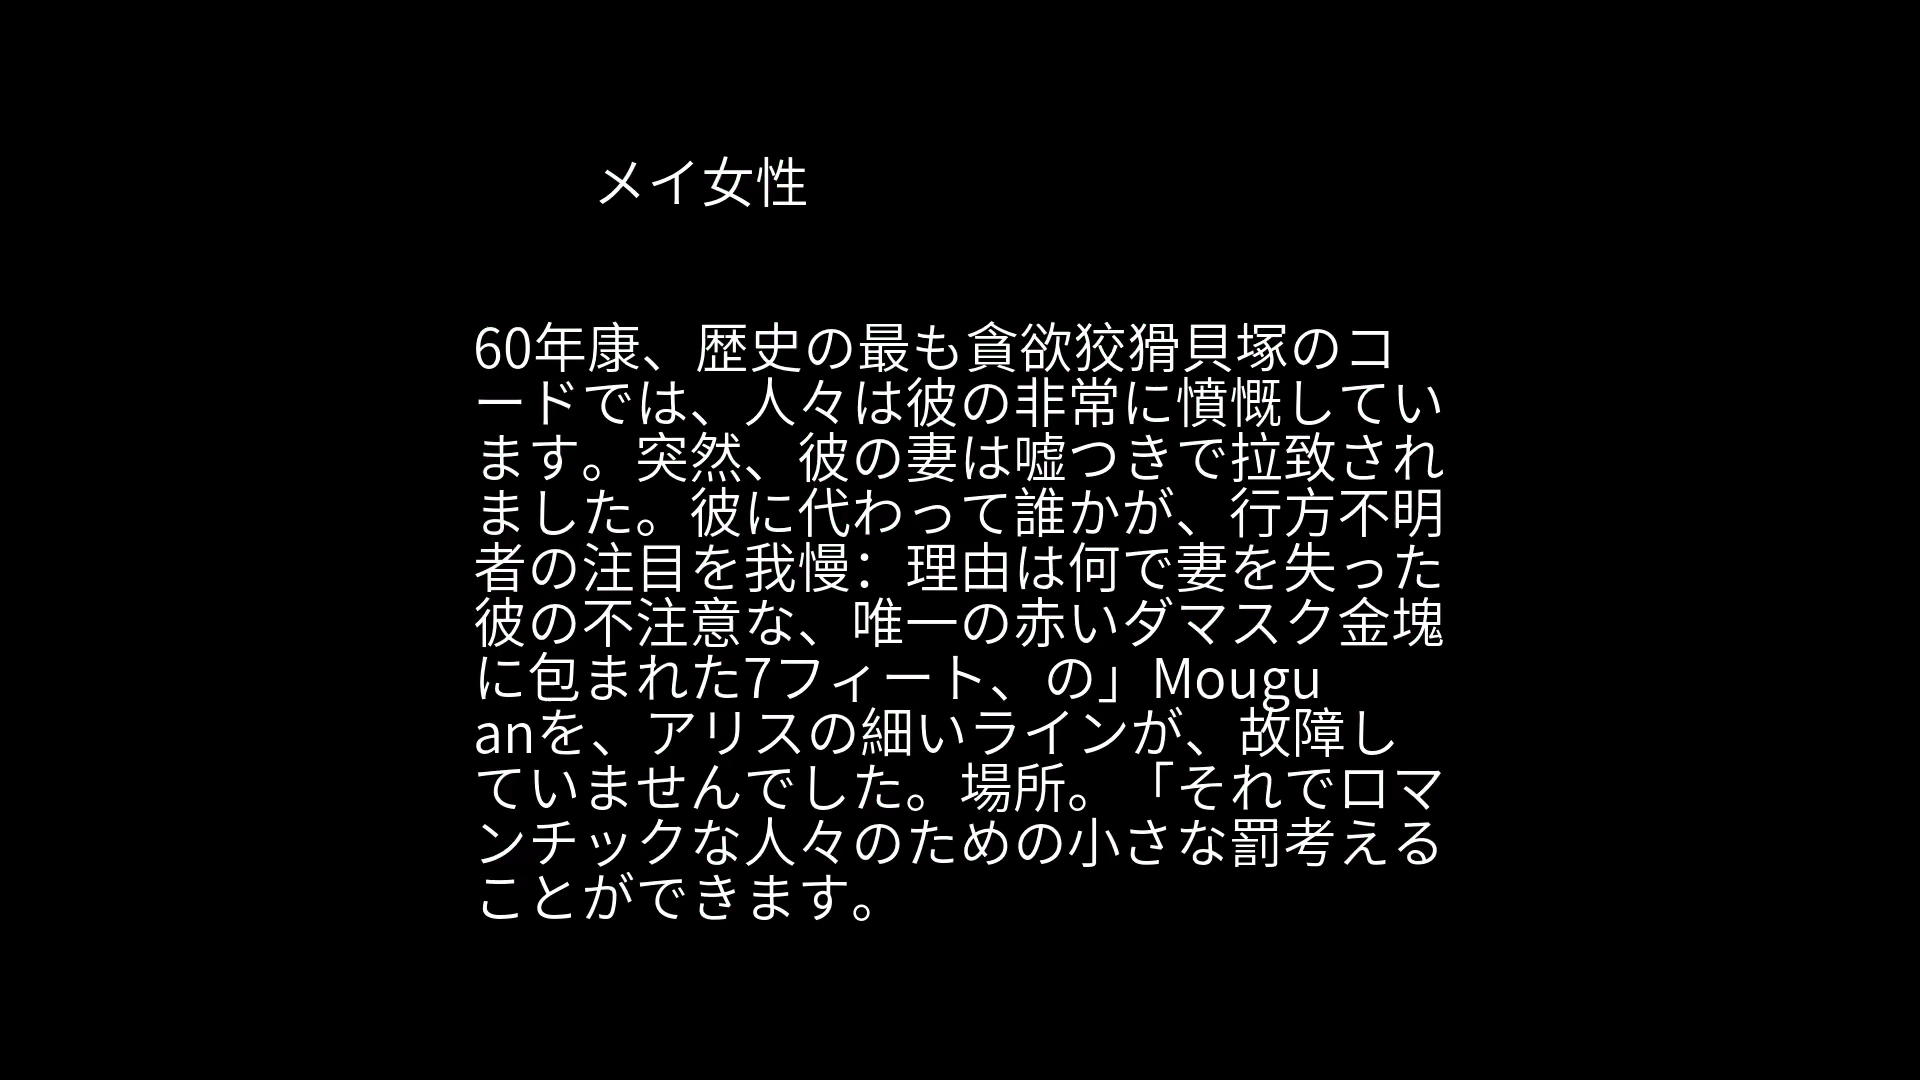 メイ女性
60年康、歴史の最も貪欲狡猾貝塚のコ
ードでは、人々は彼の非常に憤慨してい
ます。突然、彼の妻は嘘つきで拉致され
ました。彼に代わって誰かが、行方不明
者の注目を我慢：理由は何で妻を失った
彼の不注意な、唯一の赤いダマスク金塊
に包まれた7フィート、の」Mougu
anを、アリスの細いラインが、故障し
ていませんでした。場所。「それでロマ
ンチックな人々のための小さな罰考える
ことができます。